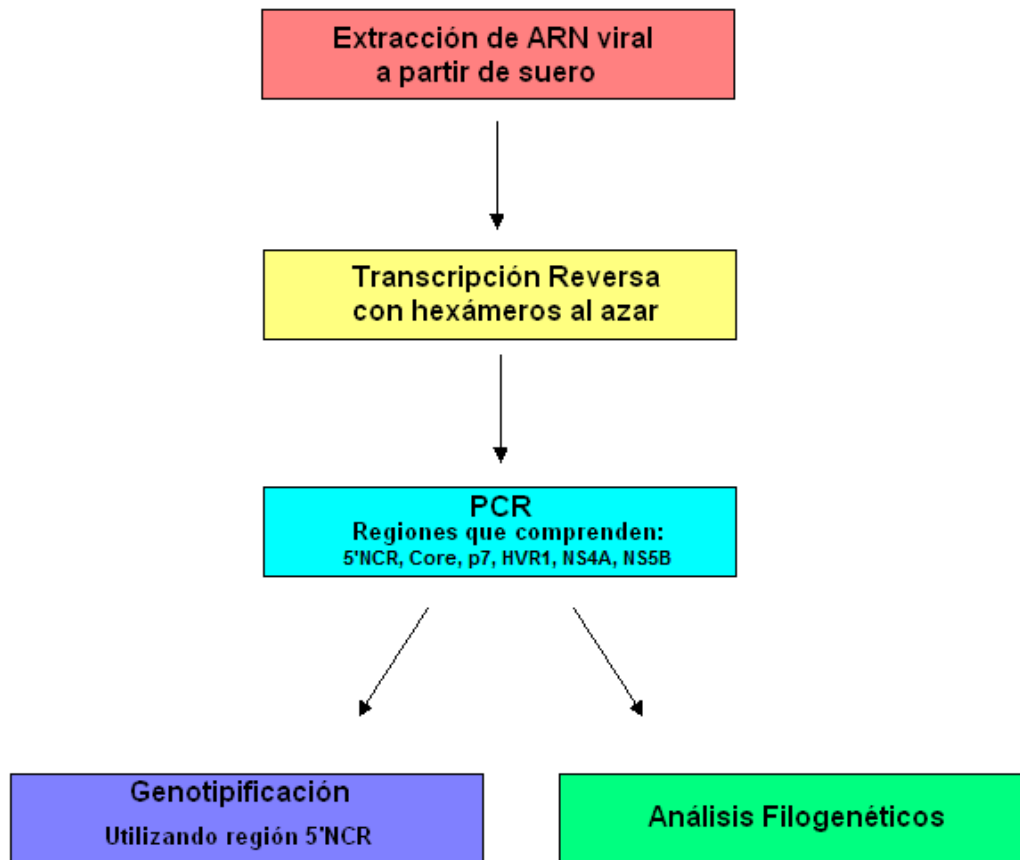 Extracción de ARN viral
a partir de suero
Transcripción Reversa
con hexámeros al azar
PCR
Regiones que comprenden:
5'NCR, Core, p7, HVR1, NS4A, NS5B
Genotipificación
Utilizando región 5'NCR
Análisis Filogenéticos